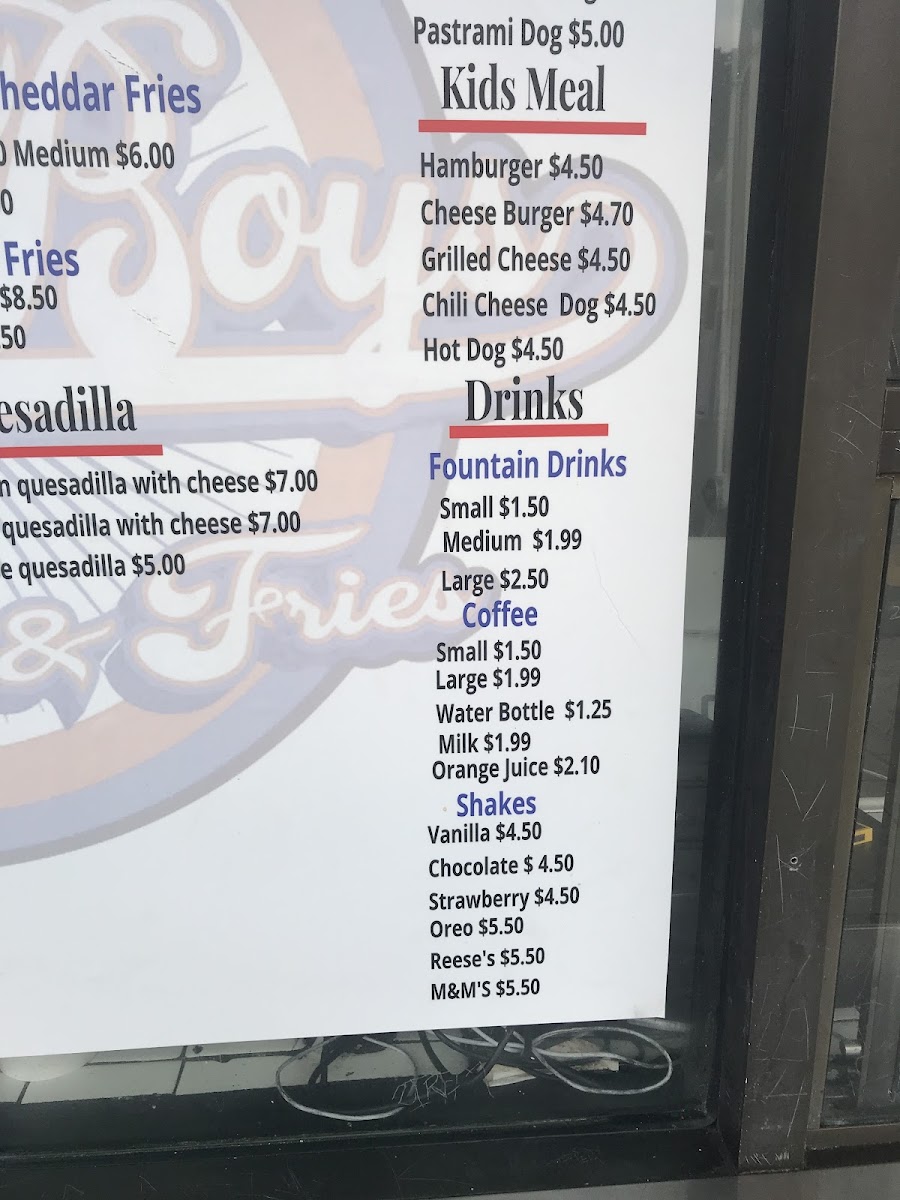 heddar Fries
0 Medium $6.00
0
Fries
$8.50
.50
esadilla
n quesadilla with cheese $7.00
quesadilla with cheese $7.00
e quesadilla $5.00
Boys
& Fries
Pastrami Dog $5.00
Kids Meal
Hamburger $4.50
Cheese Burger $4.70
Grilled Cheese $4.50
Chili Cheese Dog $4.50
Hot Dog $4.50
Drinks
Fountain Drinks
Small $1.50
Medium $1.99
Large $2.50
Coffee
Small $1.50
Large $1.99
Water Bottle $1.25
Milk $1.99
Orange Juice $2.10
Shakes
Vanilla $4.50
Chocolate $ 4.50
Strawberry $4.50
Oreo $5.50
Reese's $5.50
M&M'S $5.50